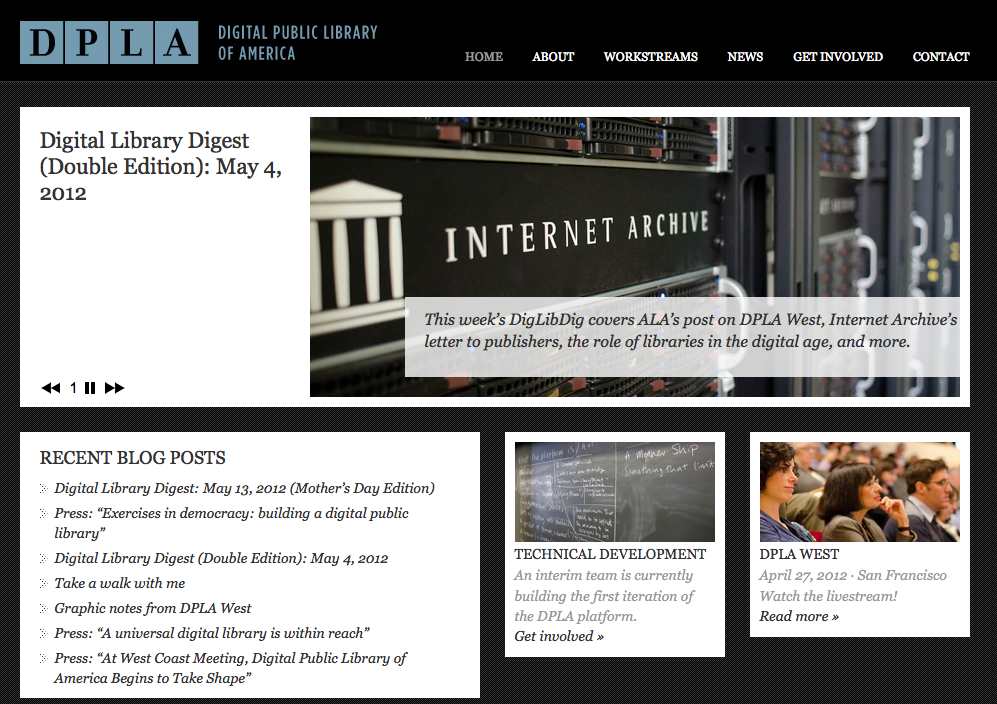 DPLA
DIGITAL PUBLIC LIBRARY
OF AMERICA
HOME ABOUT WORKSTREAMS NEWS GET INVOLVED CONTACT
Digital Library Digest
(Double Edition): May 4,
2012
INTERNET ARCHIVE
This week's DigLibDig covers ALA's post on DPLA West, Internet Archive's
letter to publishers, the role of libraries in the digital age, and more.
1
RECENT BLOG POSTS
Digital Library Digest: May 13, 2012 (Mother's Day Edition)
Press: “Exercises in democracy: building a digital public
library”
Digital Library Digest (Double Edition): May 4, 2012
Take a walk with me
Graphic notes from DPLA West
Press: “A universal digital library is within reach”
Press: “At West Coast Meeting, Digital Public Library of
America Begins to Take Shape”
what the platform is/
A Mother Ship
Something that
TECHNICAL DEVELOPMENT
An interim team is currently
building the first iteration of
the DPLA platform.
Get involved »
DPLA WEST
April 27, 2012 · San Francisco
Watch the livestream!
Read more »